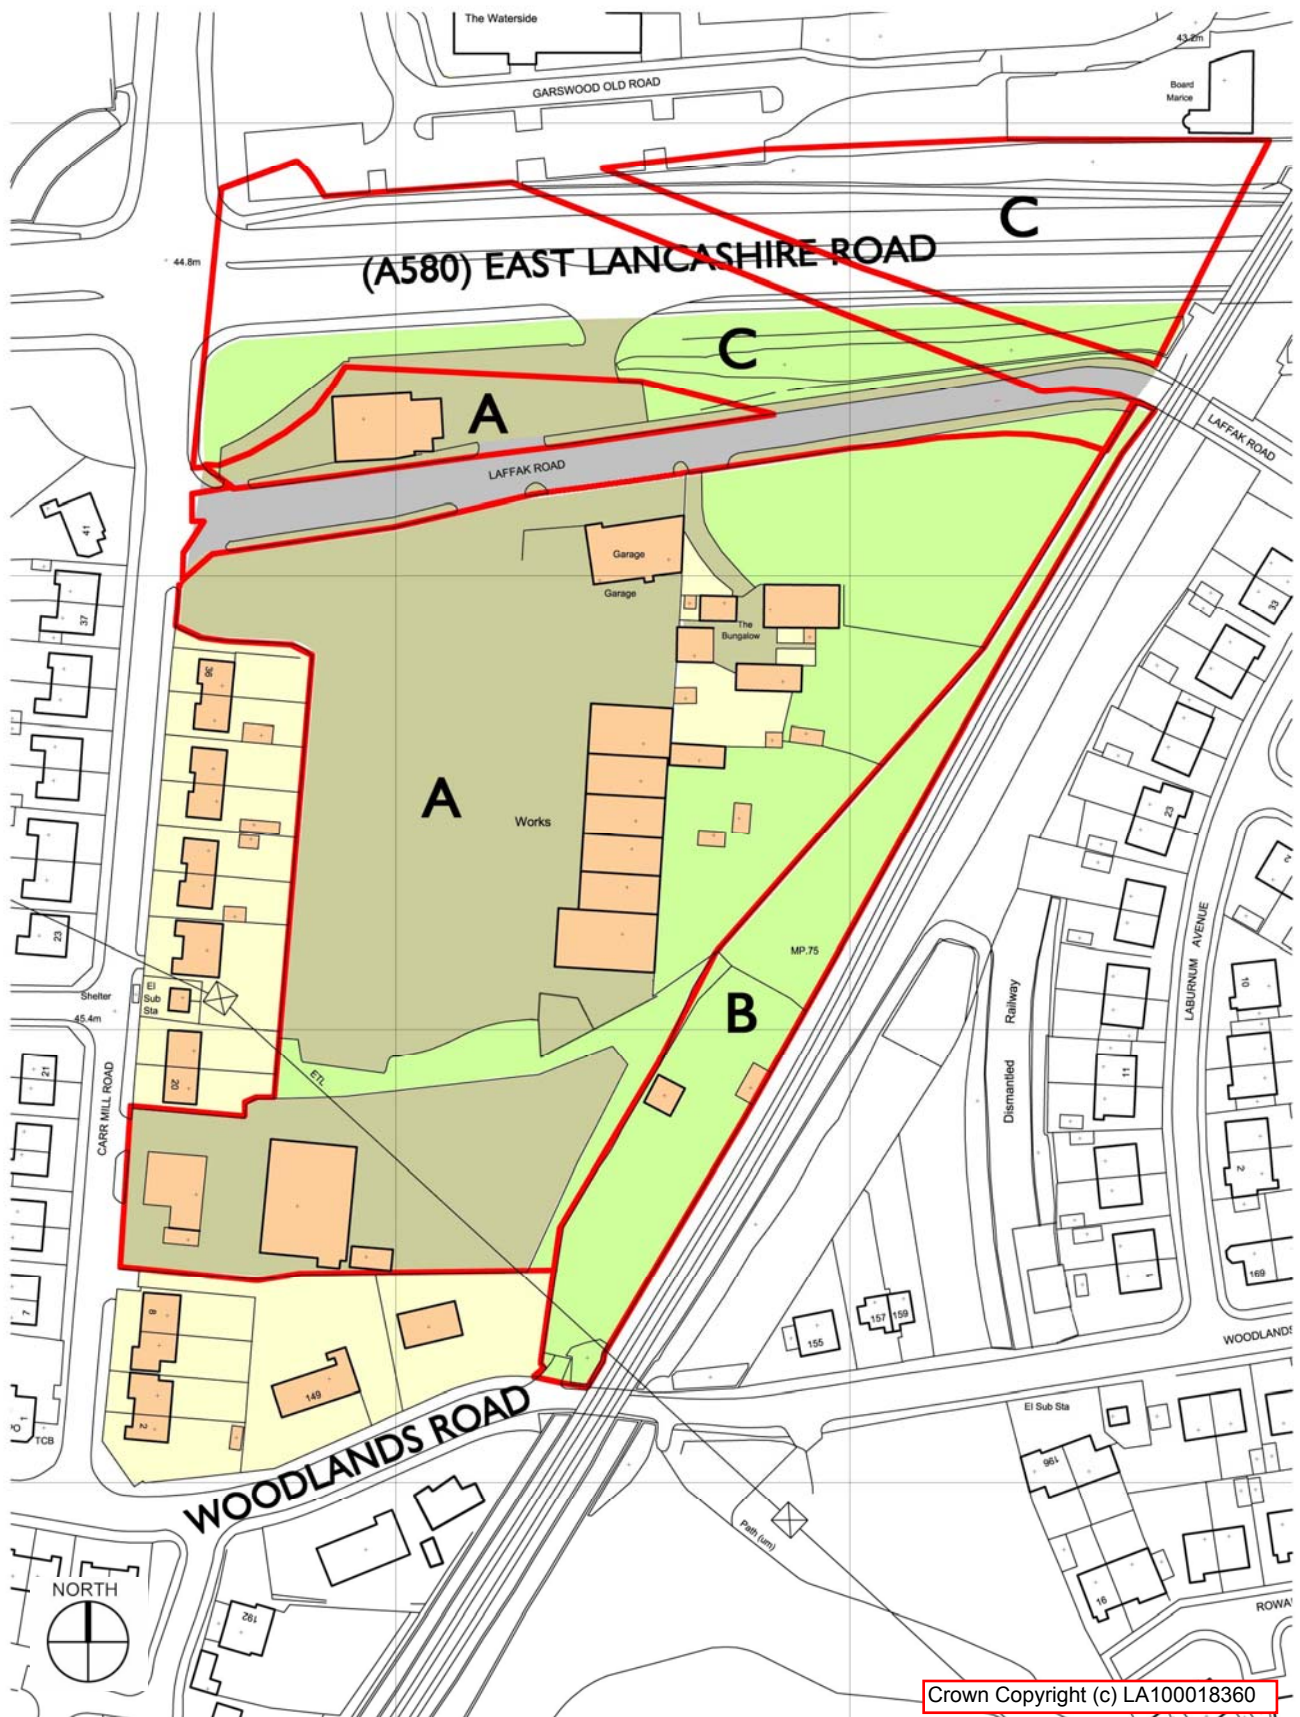 The Waterside
43.2m
GARSWOOD OLD ROAD
Board
Marice
C
(A580) EAST LANCASHIRE ROAD
44.8m
C
A
LAFFAK ROAD
LAFFAK ROAD
41
Garage
Garage
37
The
Bungalow
33
36
A
Works
23
23
MP.75
LABURNUM AVENUE
El
Sub
Sta
Shelter
45.4m
B
10
Dismantled Railway
21
20
ETL
11
CARR MILL ROAD
2
7
8
1
169
157
159
155
WOODLANDS
149
2
WOODLANDS ROAD
El Sub Sta
1
TCB
196
Path (um)
NORTH
16
192
ROWA
Crown Copyright (c) LA100018360